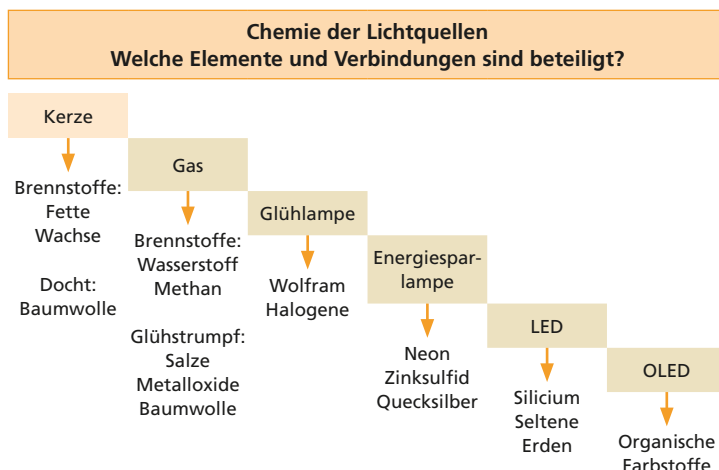 Chemie der Lichtquellen
Welche Elemente und Verbindungen sind beteiligt?
Kerze
Brennstoffe:
Fette
Wachse
Docht:
Baumwolle
Gas
Brennstoffe:
Wasserstoff
Methan
Glühstrumpf:
Salze
Metalloxide
Baumwolle
Glühlampe
Wolfram
Halogene
Energiespar-
lampe
Neon
Zinksulfid
Quecksilber
LED
Silicium
Seltene
Erden
OLED
Organische
Farbstoffe